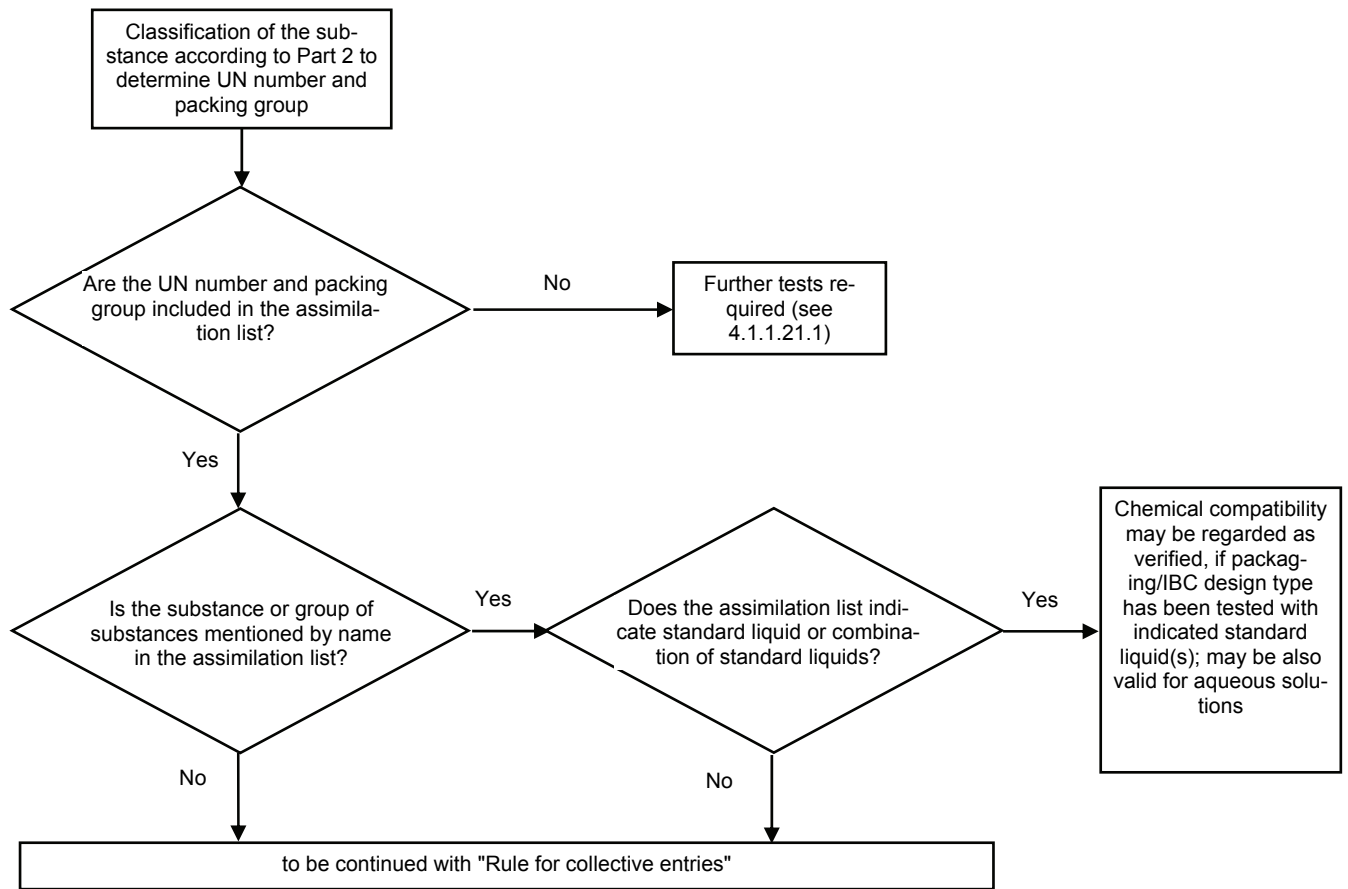 Classification of the sub-
stance according to Part 2 to
determine UN number and
packing group
Are the UN number and packing
group included in the assimila-
tion list?
No
Further tests re-
quired (see
4.1.1.21.1)
Yes
Is the substance or group of
substances mentioned by name
in the assimilation list?
Yes
Does the assimilation list indi-
cate standard liquid or combina-
tion of standard liquids?
Yes
Chemical compatibility
may be regarded as
verified, if packag-
ing/IBC design type
has been tested with
indicated standard
liquid(s); may be also
valid for aqueous solu-
tions
No
No
to be continued with "Rule for collective entries"